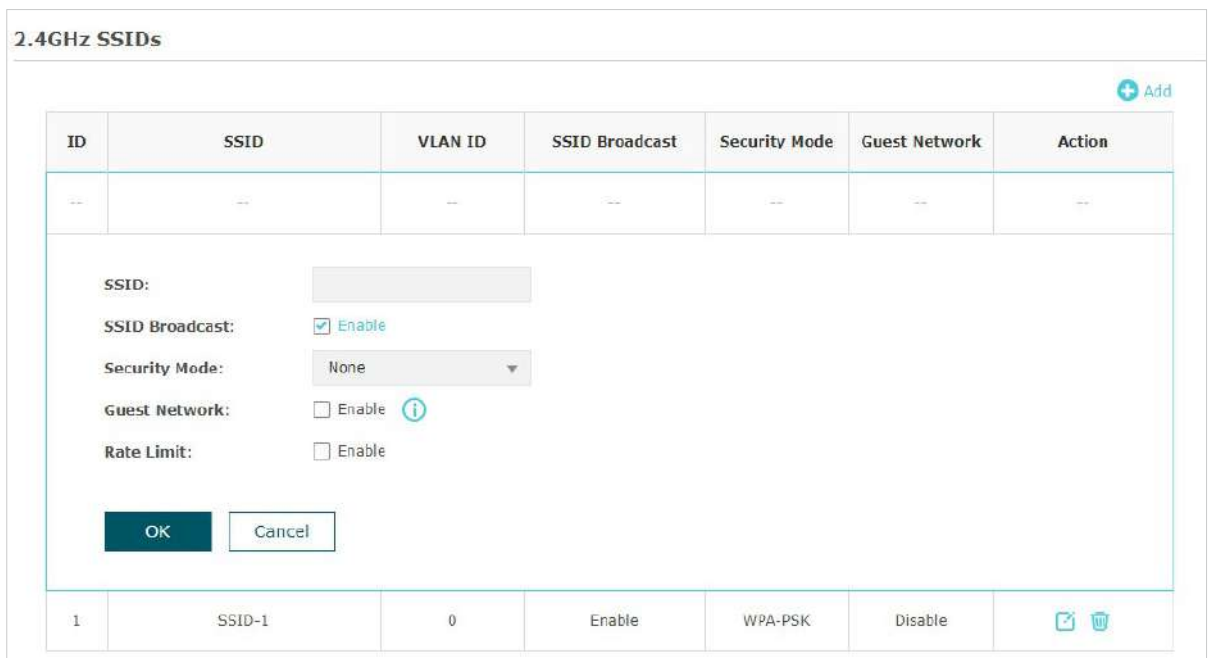 2.4GHz SSIDs
Add
ID SSID VLAN ID SSID Broadcast Security Mode Guest Network Action
-- -- -- -- -- -- --
SSID:
SSID Broadcast: Enable
Security Mode: None
Guest Network: Enable
Rate Limit: Enable
OK Cancel
1 SSID-1 0 Enable WPA-PSK Disable